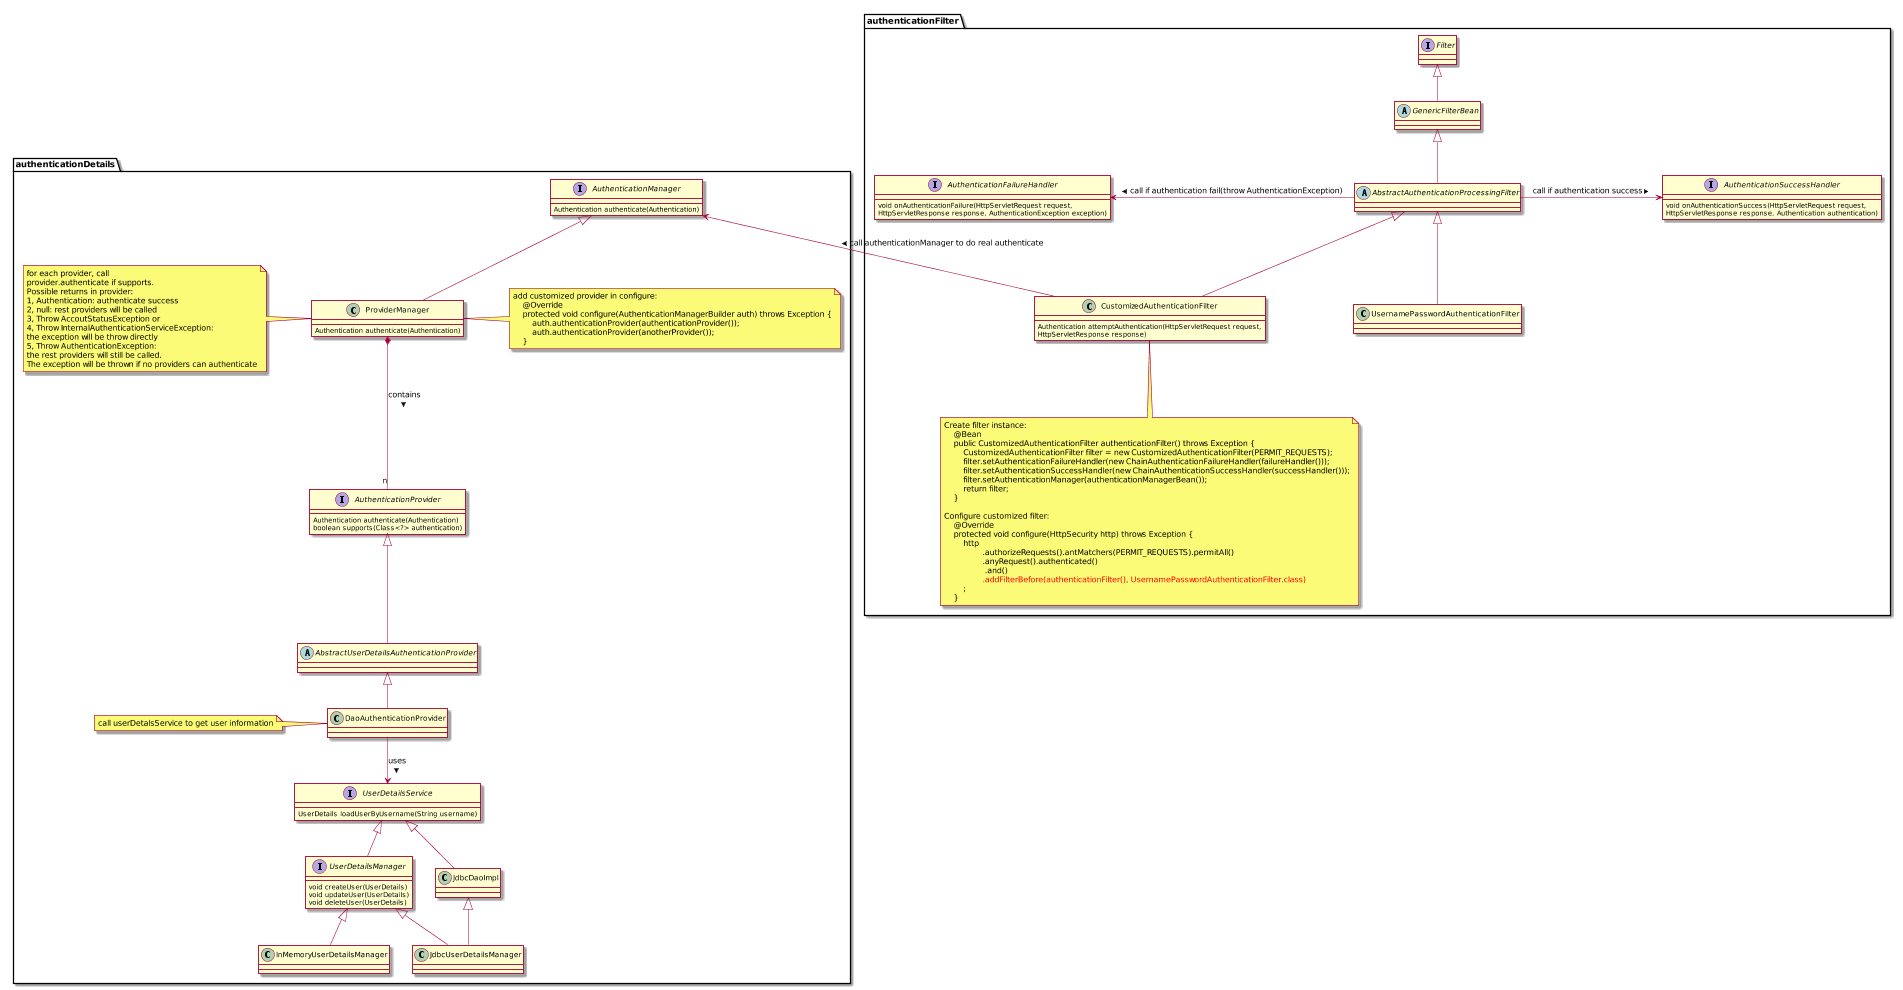 authenticationFilter
I Filter
A GenericFilterBean
authenticationDetails
I AuthenticationManager
Authentication authenticate(Authentication)
I AuthenticationFailureHandler
void onAuthenticationFailure(HttpServletRequest request,
HttpServletResponse response, AuthenticationException exception)
◄ call if authentication fail(throw AuthenticationException)
A AbstractAuthenticationProcessingFilter
call if authentication success ►
I AuthenticationSuccessHandler
void onAuthenticationSuccess(HttpServletRequest request,
HttpServletResponse response, Authentication authentication)
◄ call authenticationManager to do real authenticate
for each provider, call
provider.authenticate if supports.
Possible returns in provider:
1, Authentication: authenticate success
2, null: rest providers will be called
3, Throw AccoutStatusException or
4, Throw InternalAuthenticationServiceException:
the exception will be throw directly
5, Throw AuthenticationException:
the rest providers will still be called.
The exception will be thrown if no providers can authenticate
C ProviderManager
Authentication authenticate(Authentication)
add customized provider in configure:
@Override
protected void configure(AuthenticationManagerBuilder auth) throws Exception {
auth.authenticationProvider(authenticationProvider());
auth.authenticationProvider(anotherProvider());
}
C CustomizedAuthenticationFilter
Authentication attemptAuthentication(HttpServletRequest request,
HttpServletResponse response)
C UsernamePasswordAuthenticationFilter
contains
▼
n
Create filter instance:
@Bean
public CustomizedAuthenticationFilter authenticationFilter() throws Exception {
CustomizedAuthenticationFilter filter = new CustomizedAuthenticationFilter(PERMIT_REQUESTS);
filter.setAuthenticationFailureHandler(new ChainAuthenticationFailureHandler(failureHandler()));
filter.setAuthenticationSuccessHandler(new ChainAuthenticationSuccessHandler(successHandler()));
filter.setAuthenticationManager(authenticationManagerBean());
return filter;
}
Configure customized filter:
@Override
protected void configure(HttpSecurity http) throws Exception {
http
.authorizeRequests().antMatchers(PERMIT_REQUESTS).permitAll()
.anyRequest().authenticated()
.and()
.addFilterBefore(authenticationFilter(), UsernamePasswordAuthenticationFilter.class)
;
}
I AuthenticationProvider
Authentication authenticate(Authentication)
boolean supports(Class<?> authentication)
A AbstractUserDetailsAuthenticationProvider
call userDetalsService to get user information
C DaoAuthenticationProvider
uses
▼
I UserDetailsService
UserDetails loadUserByUsername(String username)
I UserDetailsManager
void createUser(UserDetails)
void updateUser(UserDetails)
void deleteUser(UserDetails)
C JdbcDaoImpl
C InMemoryUserDetailsManager
C JdbcUserDetailsManager